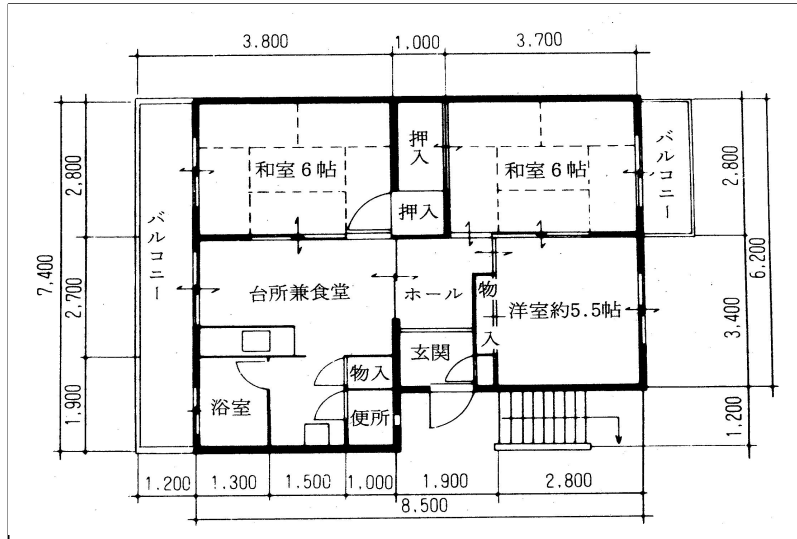 3.800
1.000
3.700
和室6帖
押入
押入
和室6帖
バルコニー
バルコニー
2.800
2.700
1.900
7.400
2.800
3.400
6.200
1.200
台所兼食堂
ホール
物入
洋室約5.5帖
玄関
浴室
物入
便所
1.200
1.300
1.500
1.000
1.900
2.800
8.500